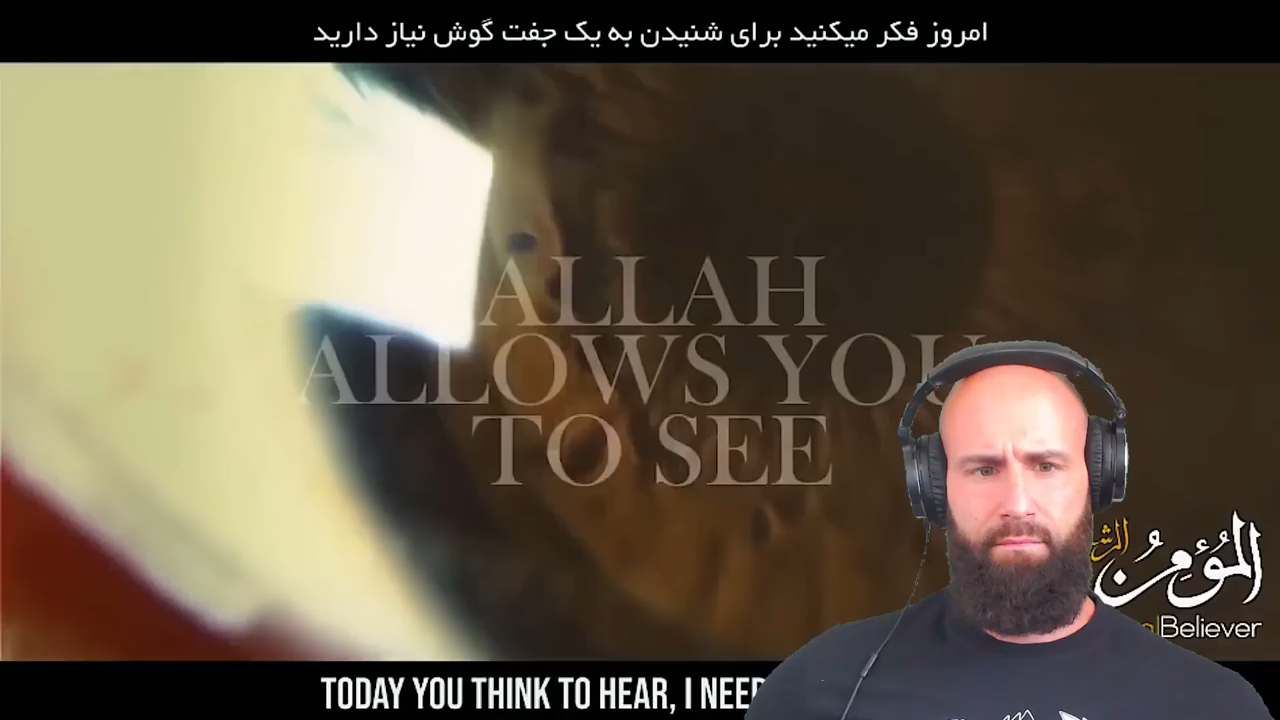 امروز فکر میکنید برای شنیدن به یک جفت گوش نیاز دارید
ALLAH
ALLOWS YOU
TO SEE
المؤمن
Believer
TODAY YOU THINK TO HEAR, I NEED